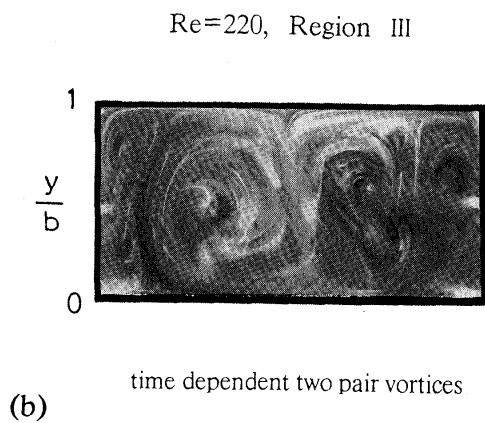 Re=220, Region III
1
y
b
0
time dependent two pair vortices
(b)